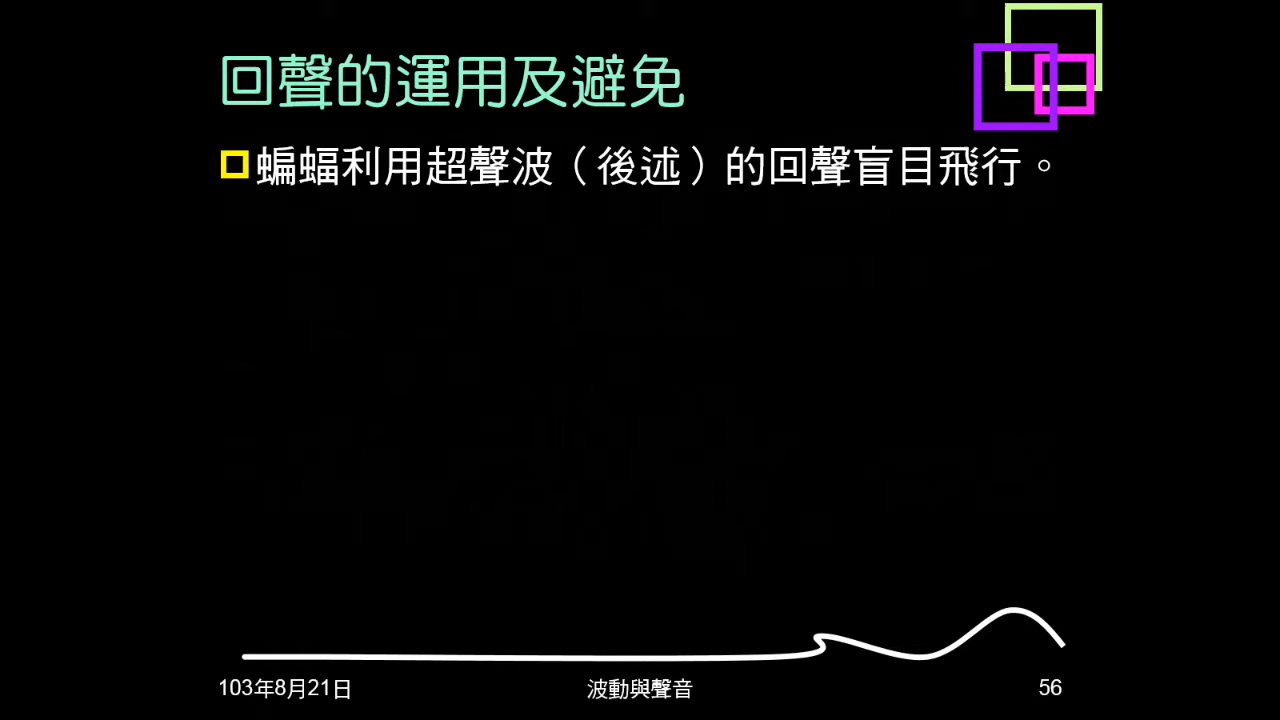 回聲的運用及避免
蝙蝠利用超聲波（後述）的回聲盲目飛行。
103年8月21日
波動與聲音
56